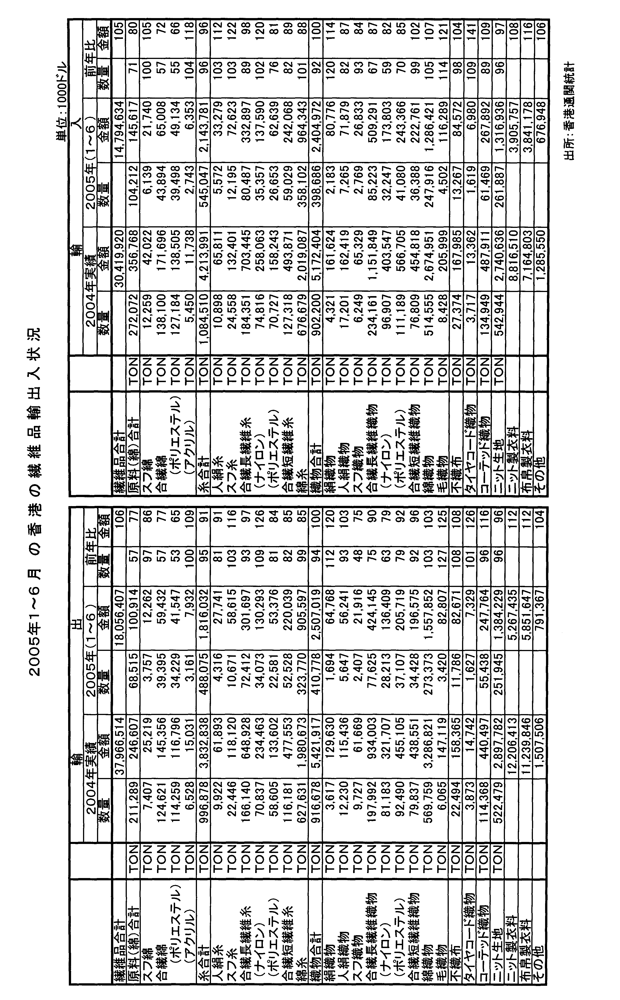 2005年1～6月 の香港の繊維品輸出入状況
単位:1000ドル
輸 出
2004年実績 2005年(1～6) 前年比
数量 金額 数量 金額 数量 金額
繊維品合計 37,966,514 18,056,407 106
原料(綿)合計 TON 211,289 246,607 68,515 100,914 57 77
スフ綿 TON 7,407 25,219 3,757 12,262 97 86
合繊綿 TON 124,621 145,356 39,395 59,432 57 77
(ポリエステル) TON 114,259 116,796 34,229 41,547 53 65
(アクリル) TON 6,528 15,031 3,161 7,932 100 109
糸合計 TON 996,878 3,832,838 488,075 1,816,032 95 91
人絹糸 TON 9,922 61,893 4,316 27,741 81 91
スフ糸 TON 22,446 118,120 10,671 58,615 103 116
合繊長繊維糸 TON 166,140 648,928 72,412 301,697 93 97
(ナイロン) TON 70,837 234,463 34,073 130,293 109 126
(ポリエステル) TON 58,605 133,602 22,581 53,376 81 84
合繊短繊維糸 TON 116,181 477,553 52,528 220,039 82 85
綿糸 TON 627,631 1,980,673 323,770 905,597 99 85
織物合計 TON 916,678 5,421,917 410,778 2,507,019 94 100
絹織物 TON 3,617 129,630 1,694 64,768 112 120
人絹織物 TON 12,230 115,436 5,647 56,241 93 103
スフ織物 TON 9,727 61,669 2,407 21,916 48 75
合繊長繊維織物 TON 197,992 934,003 77,625 424,145 75 90
(ナイロン) TON 81,183 321,707 28,213 136,409 63 79
(ポリエステル) TON 92,490 455,105 37,107 205,719 79 92
合繊短繊維織物 TON 79,837 438,551 34,428 196,575 92 96
綿織物 TON 569,759 3,286,821 273,373 1,557,852 103 103
毛織物 TON 6,065 147,119 3,420 82,807 127 125
不織布 TON 22,494 158,365 11,786 82,671 108 108
タイヤコード織物 TON 3,873 14,742 1,627 7,329 101 126
コーテッド織物 TON 114,368 440,497 55,438 247,764 96 116
ニット生地 TON 522,479 2,897,782 251,945 1,384,229 96 96
ニット製衣料 12,206,413 5,267,435 112
布帛製衣料 11,239,846 5,851,647 112
その他 1,507,506 791,367 104
輸 入
2004年実績 2005年(1～6) 前年比
数量 金額 数量 金額 数量 金額
繊維品合計 30,419,920 14,794,634 105
原料(綿)合計 TON 272,072 356,768 104,212 145,617 71 80
スフ綿 TON 12,259 42,022 6,139 21,740 100 105
合繊綿 TON 138,100 171,696 43,894 65,008 57 72
(ポリエステル) TON 127,184 138,505 39,498 49,134 55 66
(アクリル) TON 5,450 11,738 2,743 6,353 104 118
糸合計 TON 1,084,510 4,213,991 545,047 2,143,781 96 96
人絹糸 TON 10,898 65,811 5,572 33,279 103 112
スフ糸 TON 24,558 132,401 12,195 72,623 103 122
合繊長繊維糸 TON 184,351 703,445 80,487 332,897 89 98
(ナイロン) TON 74,816 258,063 35,357 137,590 102 120
(ポリエステル) TON 70,727 158,243 26,653 62,639 76 81
合繊短繊維糸 TON 127,318 493,871 59,029 242,068 82 89
綿糸 TON 676,679 2,019,087 358,102 964,343 101 88
織物合計 TON 902,200 5,172,404 398,686 2,404,972 92 100
絹織物 TON 4,321 161,624 2,183 80,776 120 114
人絹織物 TON 17,201 162,419 7,265 71,879 82 87
スフ織物 TON 6,249 65,329 2,769 26,833 93 84
合繊長繊維織物 TON 234,161 1,151,849 85,223 509,291 67 87
(ナイロン) TON 96,907 403,547 32,247 173,803 59 82
(ポリエステル) TON 111,189 566,705 41,080 243,366 70 85
合繊短繊維織物 TON 76,809 454,818 36,388 222,761 99 102
綿織物 TON 514,555 2,674,951 247,916 1,286,421 105 107
毛織物 TON 8,428 205,999 4,502 116,289 114 121
不織布 TON 27,374 167,985 13,267 84,572 98 104
タイヤコード織物 TON 3,717 13,362 1,619 6,980 109 141
コーテッド織物 TON 134,949 487,911 61,469 267,892 89 109
ニット生地 TON 542,944 2,740,636 261,887 1,316,936 96 97
ニット製衣料 8,816,510 3,905,757 108
布帛製衣料 7,164,803 3,841,178 116
その他 1,285,550 676,948 106
出所:香港通関統計